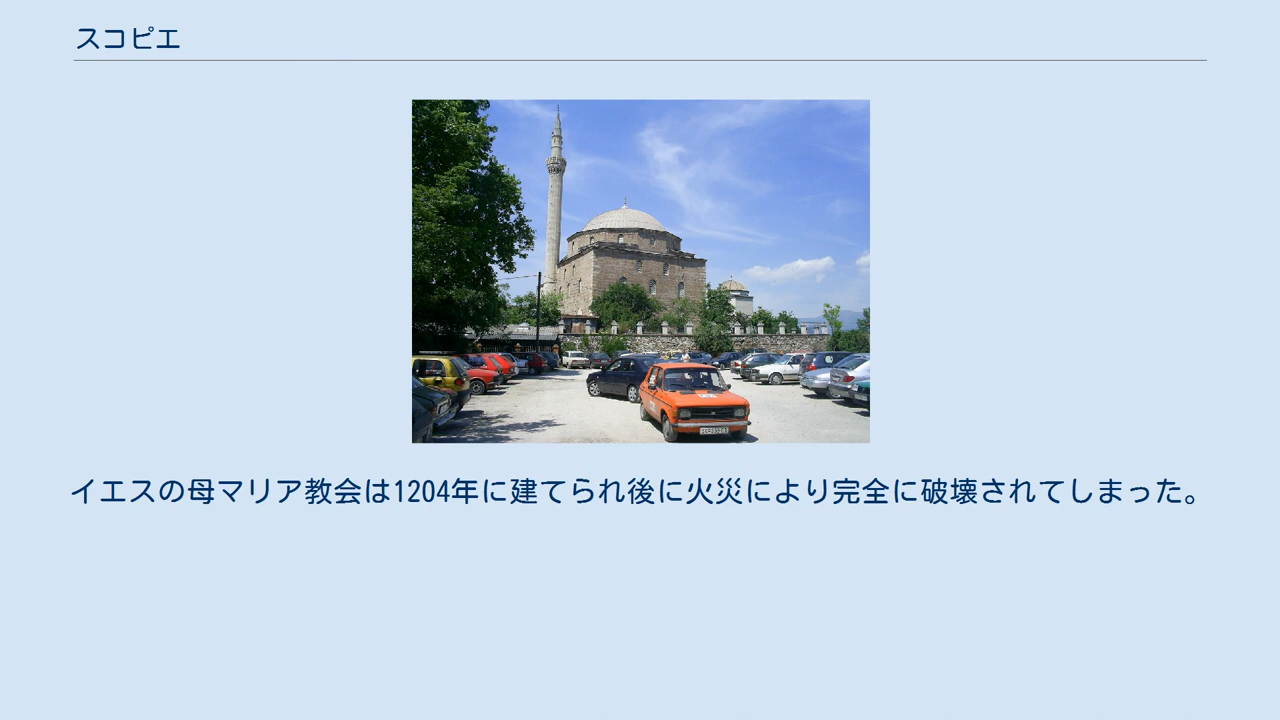 スコピエ
イエスの母マリア教会は1204年に建てられ後に火災により完全に破壊されてしまった。